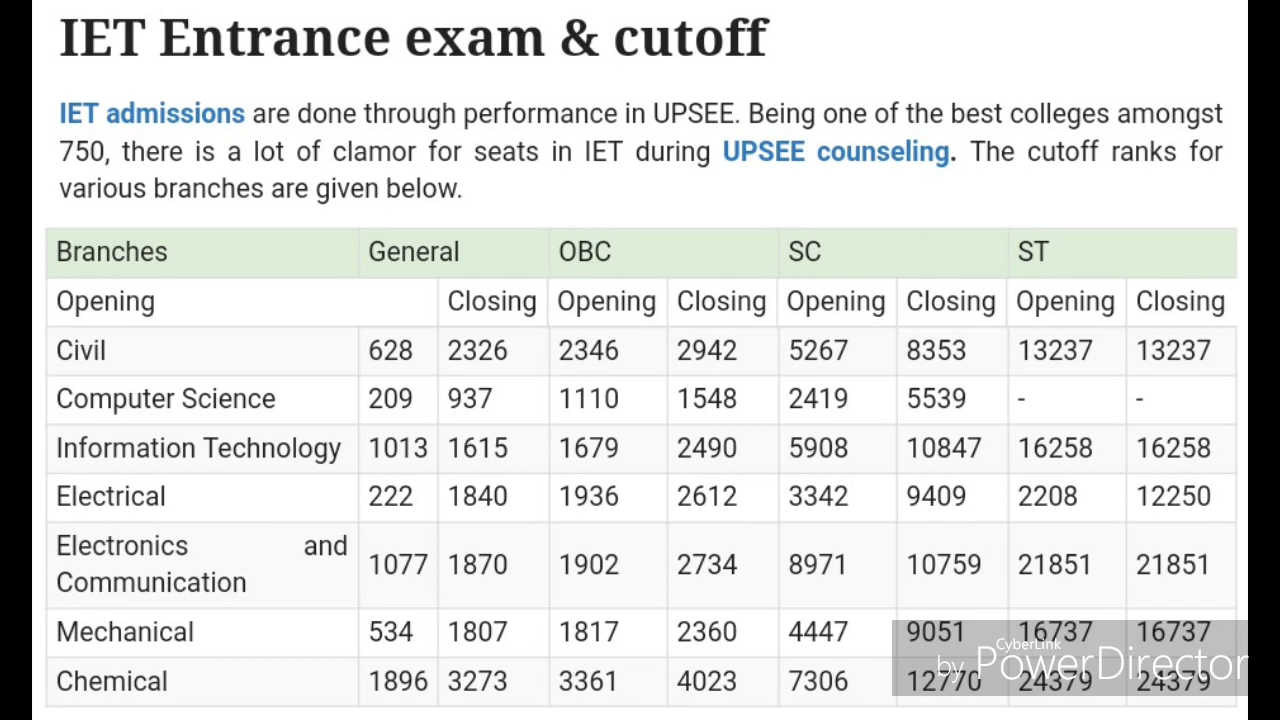 IET Entrance exam & cutoff
IET admissions are done through performance in UPSEE. Being one of the best colleges amongst
750, there is a lot of clamor for seats in IET during UPSEE counseling. The cutoff ranks for
various branches are given below.
Branches General OBC SC ST
Opening Closing Opening Closing Opening Closing Opening Closing
Civil 628 2326 2346 2942 5267 8353 13237 13237
Computer Science 209 937 1110 1548 2419 5539 - -
Information Technology 1013 1615 1679 2490 5908 10847 16258 16258
Electrical 222 1840 1936 2612 3342 9409 2208 12250
Electronics and
Communication 1077 1870 1902 2734 8971 10759 21851 21851
Mechanical 534 1807 1817 2360 4447 9051 16737 16737
Chemical 1896 3273 3361 4023 7306 12770 24379 24379
CyberLink
by PowerDirector